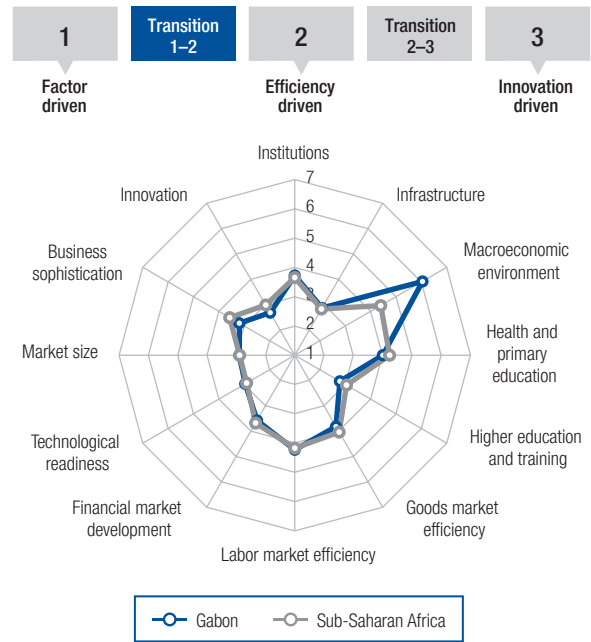 1
Transition
1–2
2
Transition
2–3
3
Factor
driven
Efficiency
driven
Innovation
driven
Institutions
Infrastructure
Macroeconomic
environment
Health and
primary
education
Higher education
and training
Goods market
efficiency
Labor market efficiency
Financial market
development
Technological
readiness
Market size
Business
sophistication
Innovation
7
6
5
4
3
2
1
Gabon
Sub-Saharan Africa